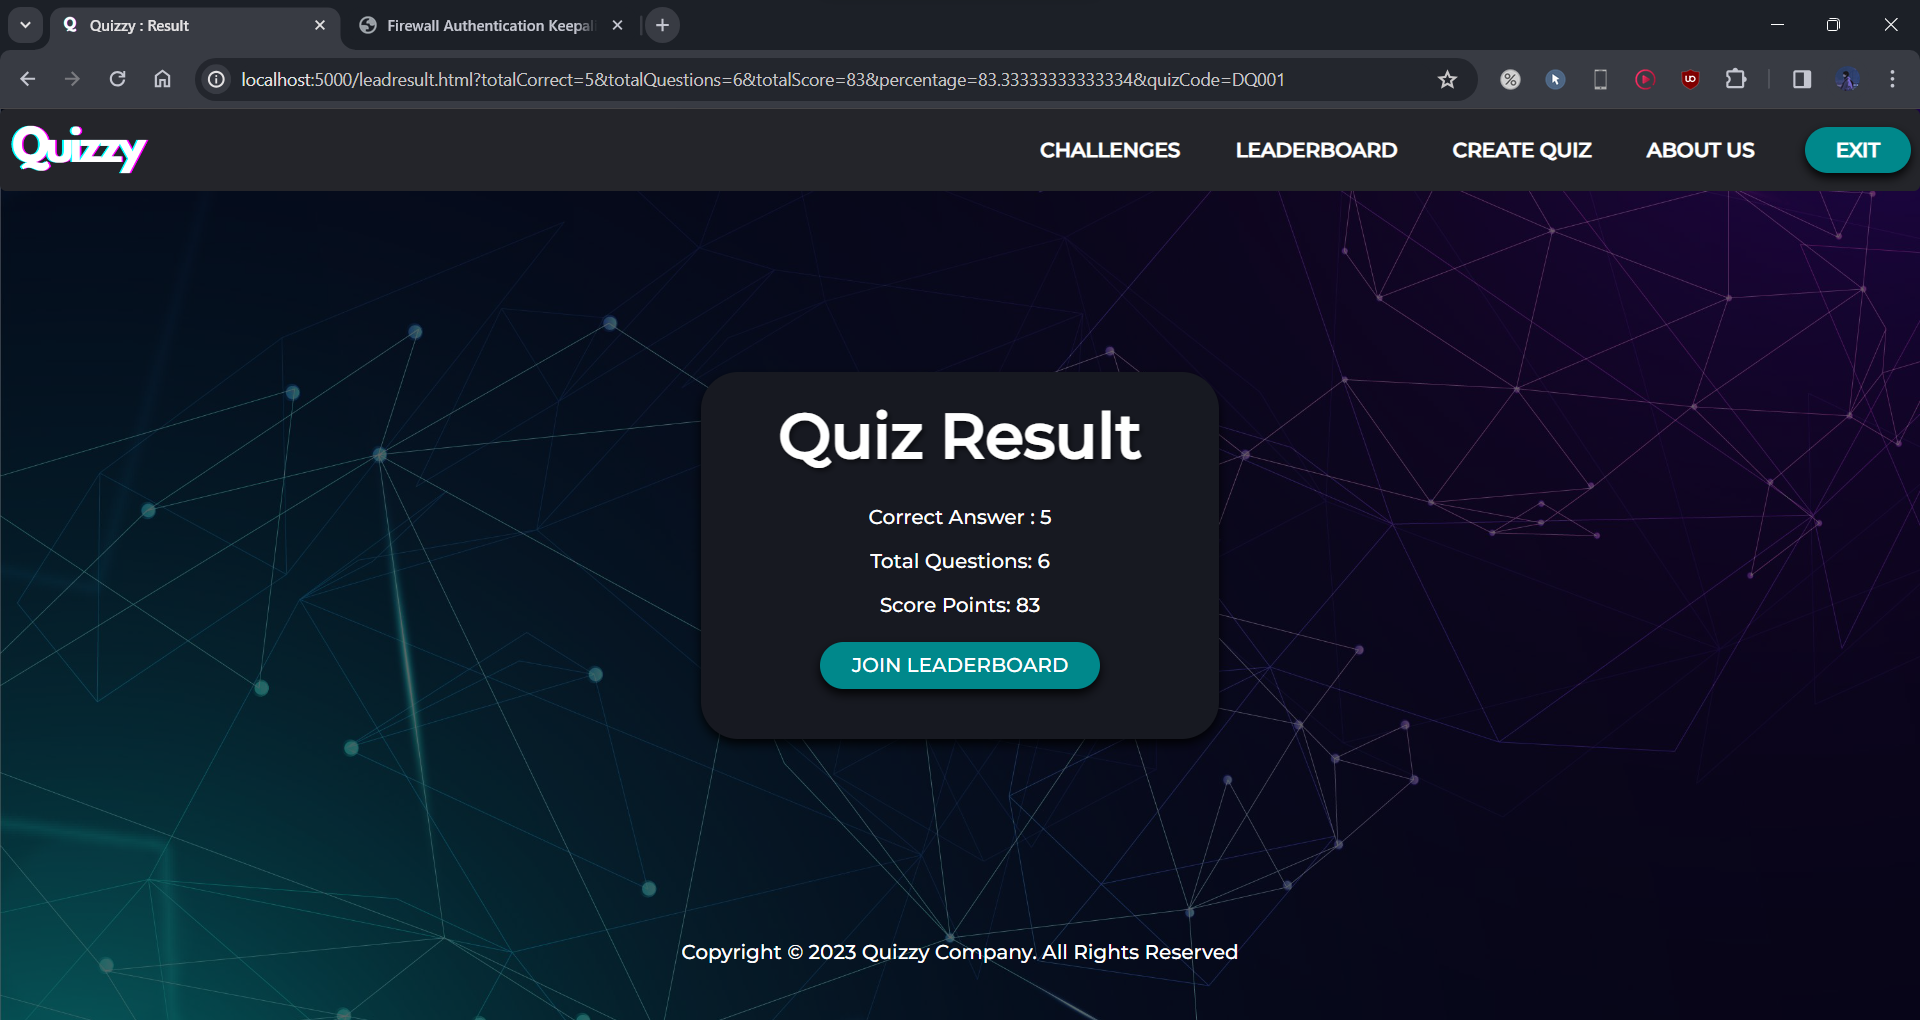 Quizzy : Result
Firewall Authentication Keepali
localhost:5000/leadresult.html?totalCorrect=5&totalQuestions=6&totalScore=83&percentage=83.33333333333334&quizCode=DQ001
Quizzy
CHALLENGES
LEADERBOARD
CREATE QUIZ
ABOUT US
EXIT
Quiz Result
Correct Answer : 5
Total Questions: 6
Score Points: 83
JOIN LEADERBOARD
Copyright © 2023 Quizzy Company. All Rights Reserved